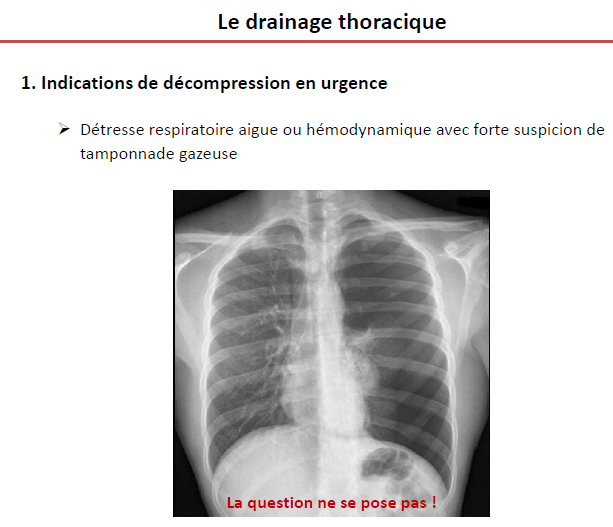 Le drainage thoracique
1. Indications de décompression en urgence
➢ Détresse respiratoire aigue ou hémodynamique avec forte suspicion de
tamponnade gazeuse
La question ne se pose pas !